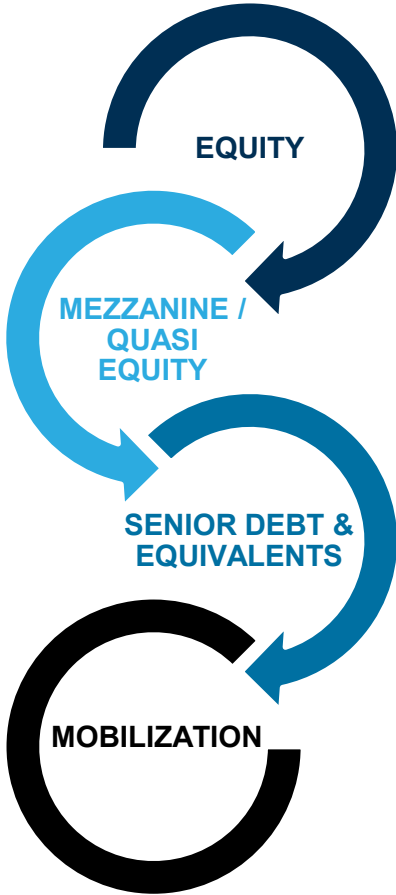 EQUITY
MEZZANINE /
QUASI
EQUITY
SENIOR DEBT &
EQUIVALENTS
MOBILIZATION